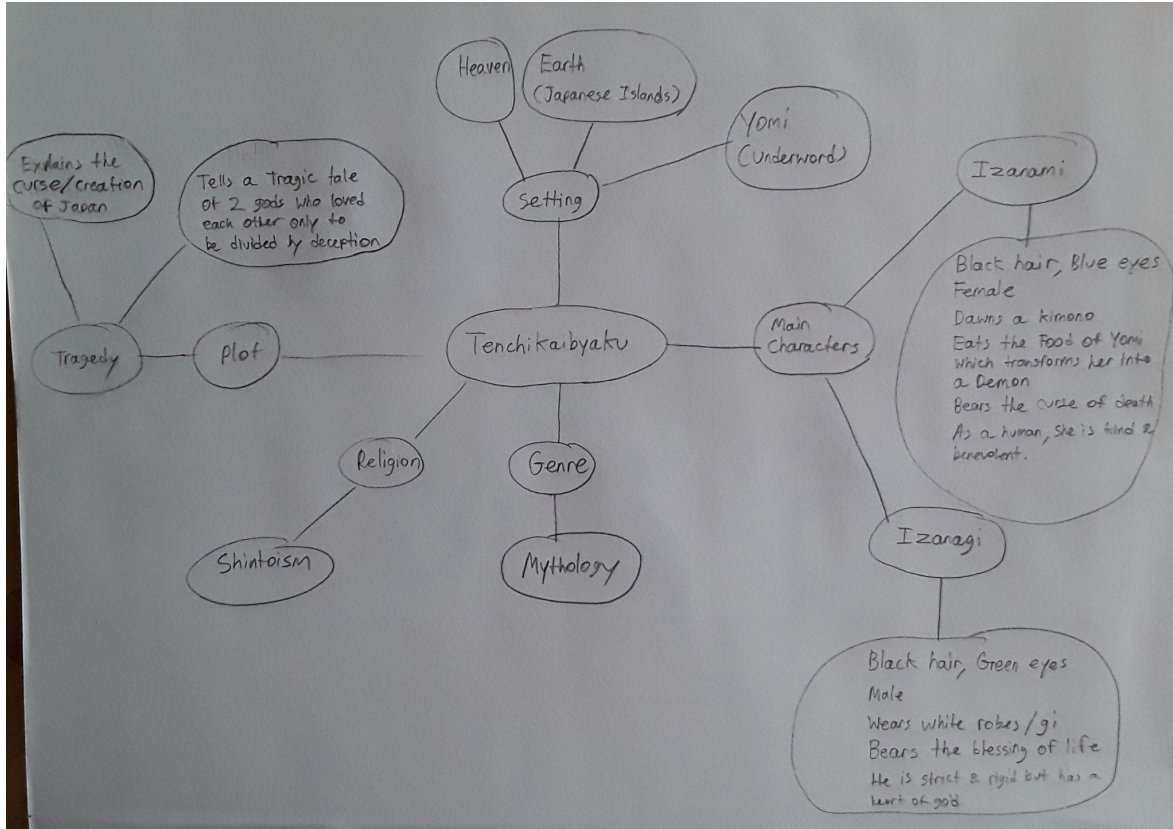 Heaven
Earth
(Japanese Islands)
Yomi
(Underword)
Setting
Explains the
curse/creation
of Japan
Tells a Tragic tale
of 2 gods who loved
each other only to
be divided by deception
Tragedy
Plot
Tenchikaibyaku
Main
Characters
Izanami
Black hair, Blue eyes
Female
Dawns a kimono
Eats the Food of Yomi
which transforms her Into
a Demon
Bears the curse of death
As a human, she is kind &
benevolent.
Religion
Genre
Shintoism
Mythology
Izanagi
Black hair, Green eyes
Male
Wears white robes/gi
Bears the blessing of life
He is strict & rigid but has a
heart of gold